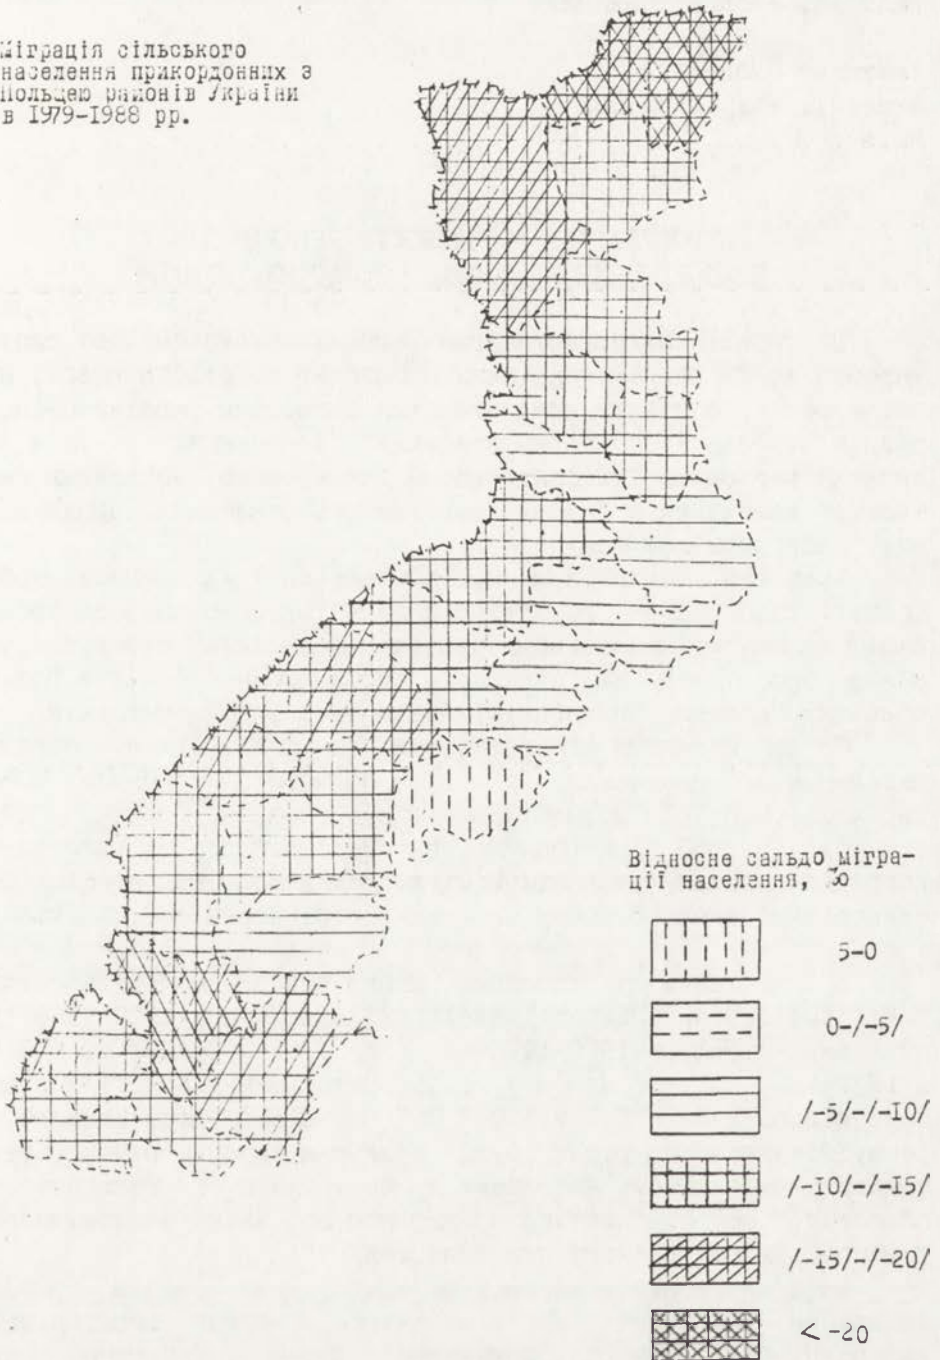 Міграція сільського
населення прикордонних з
Польщею районів України
в 1979-1988 рр.
Відносне сальдо міграції
ції населення, %
5-0
0-/-5/
/-5/-/-10/
/-10/-/-15/
/-15/-/-20/
< -20